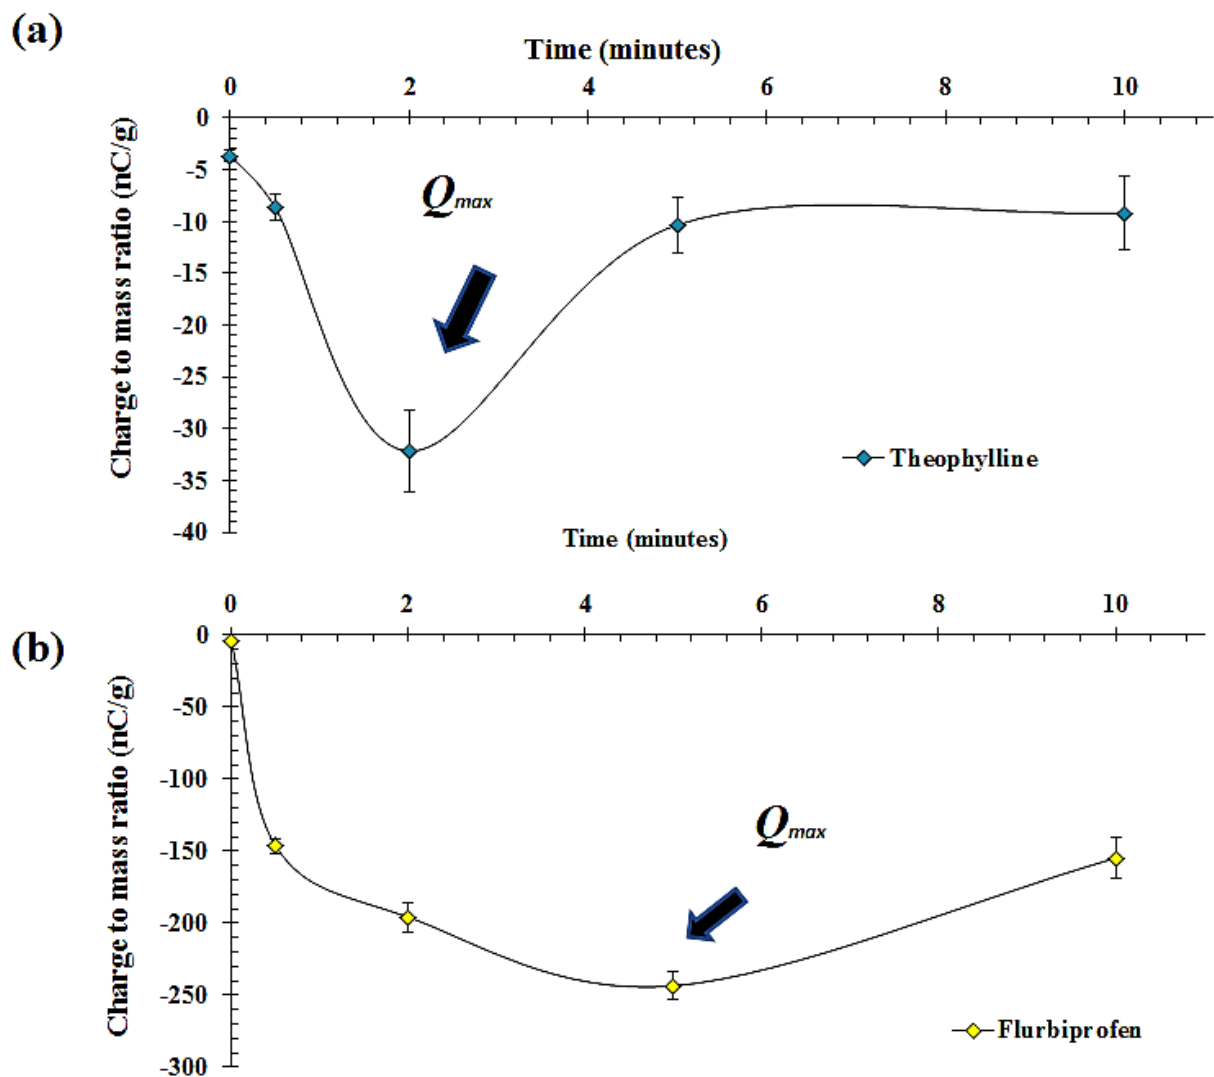 (a)
Time (minutes)
0 2 4 6 8 10
Charge to mass ratio (nC/g)
0
-5
-10
-15
-20
-25
-30
-35
-40
Qmax
Theophylline
Time (minutes)
(b)
0 2 4 6 8 10
Charge to mass ratio (nC/g)
0
-50
-100
-150
-200
-250
-300
Qmax
Flurbiprofen